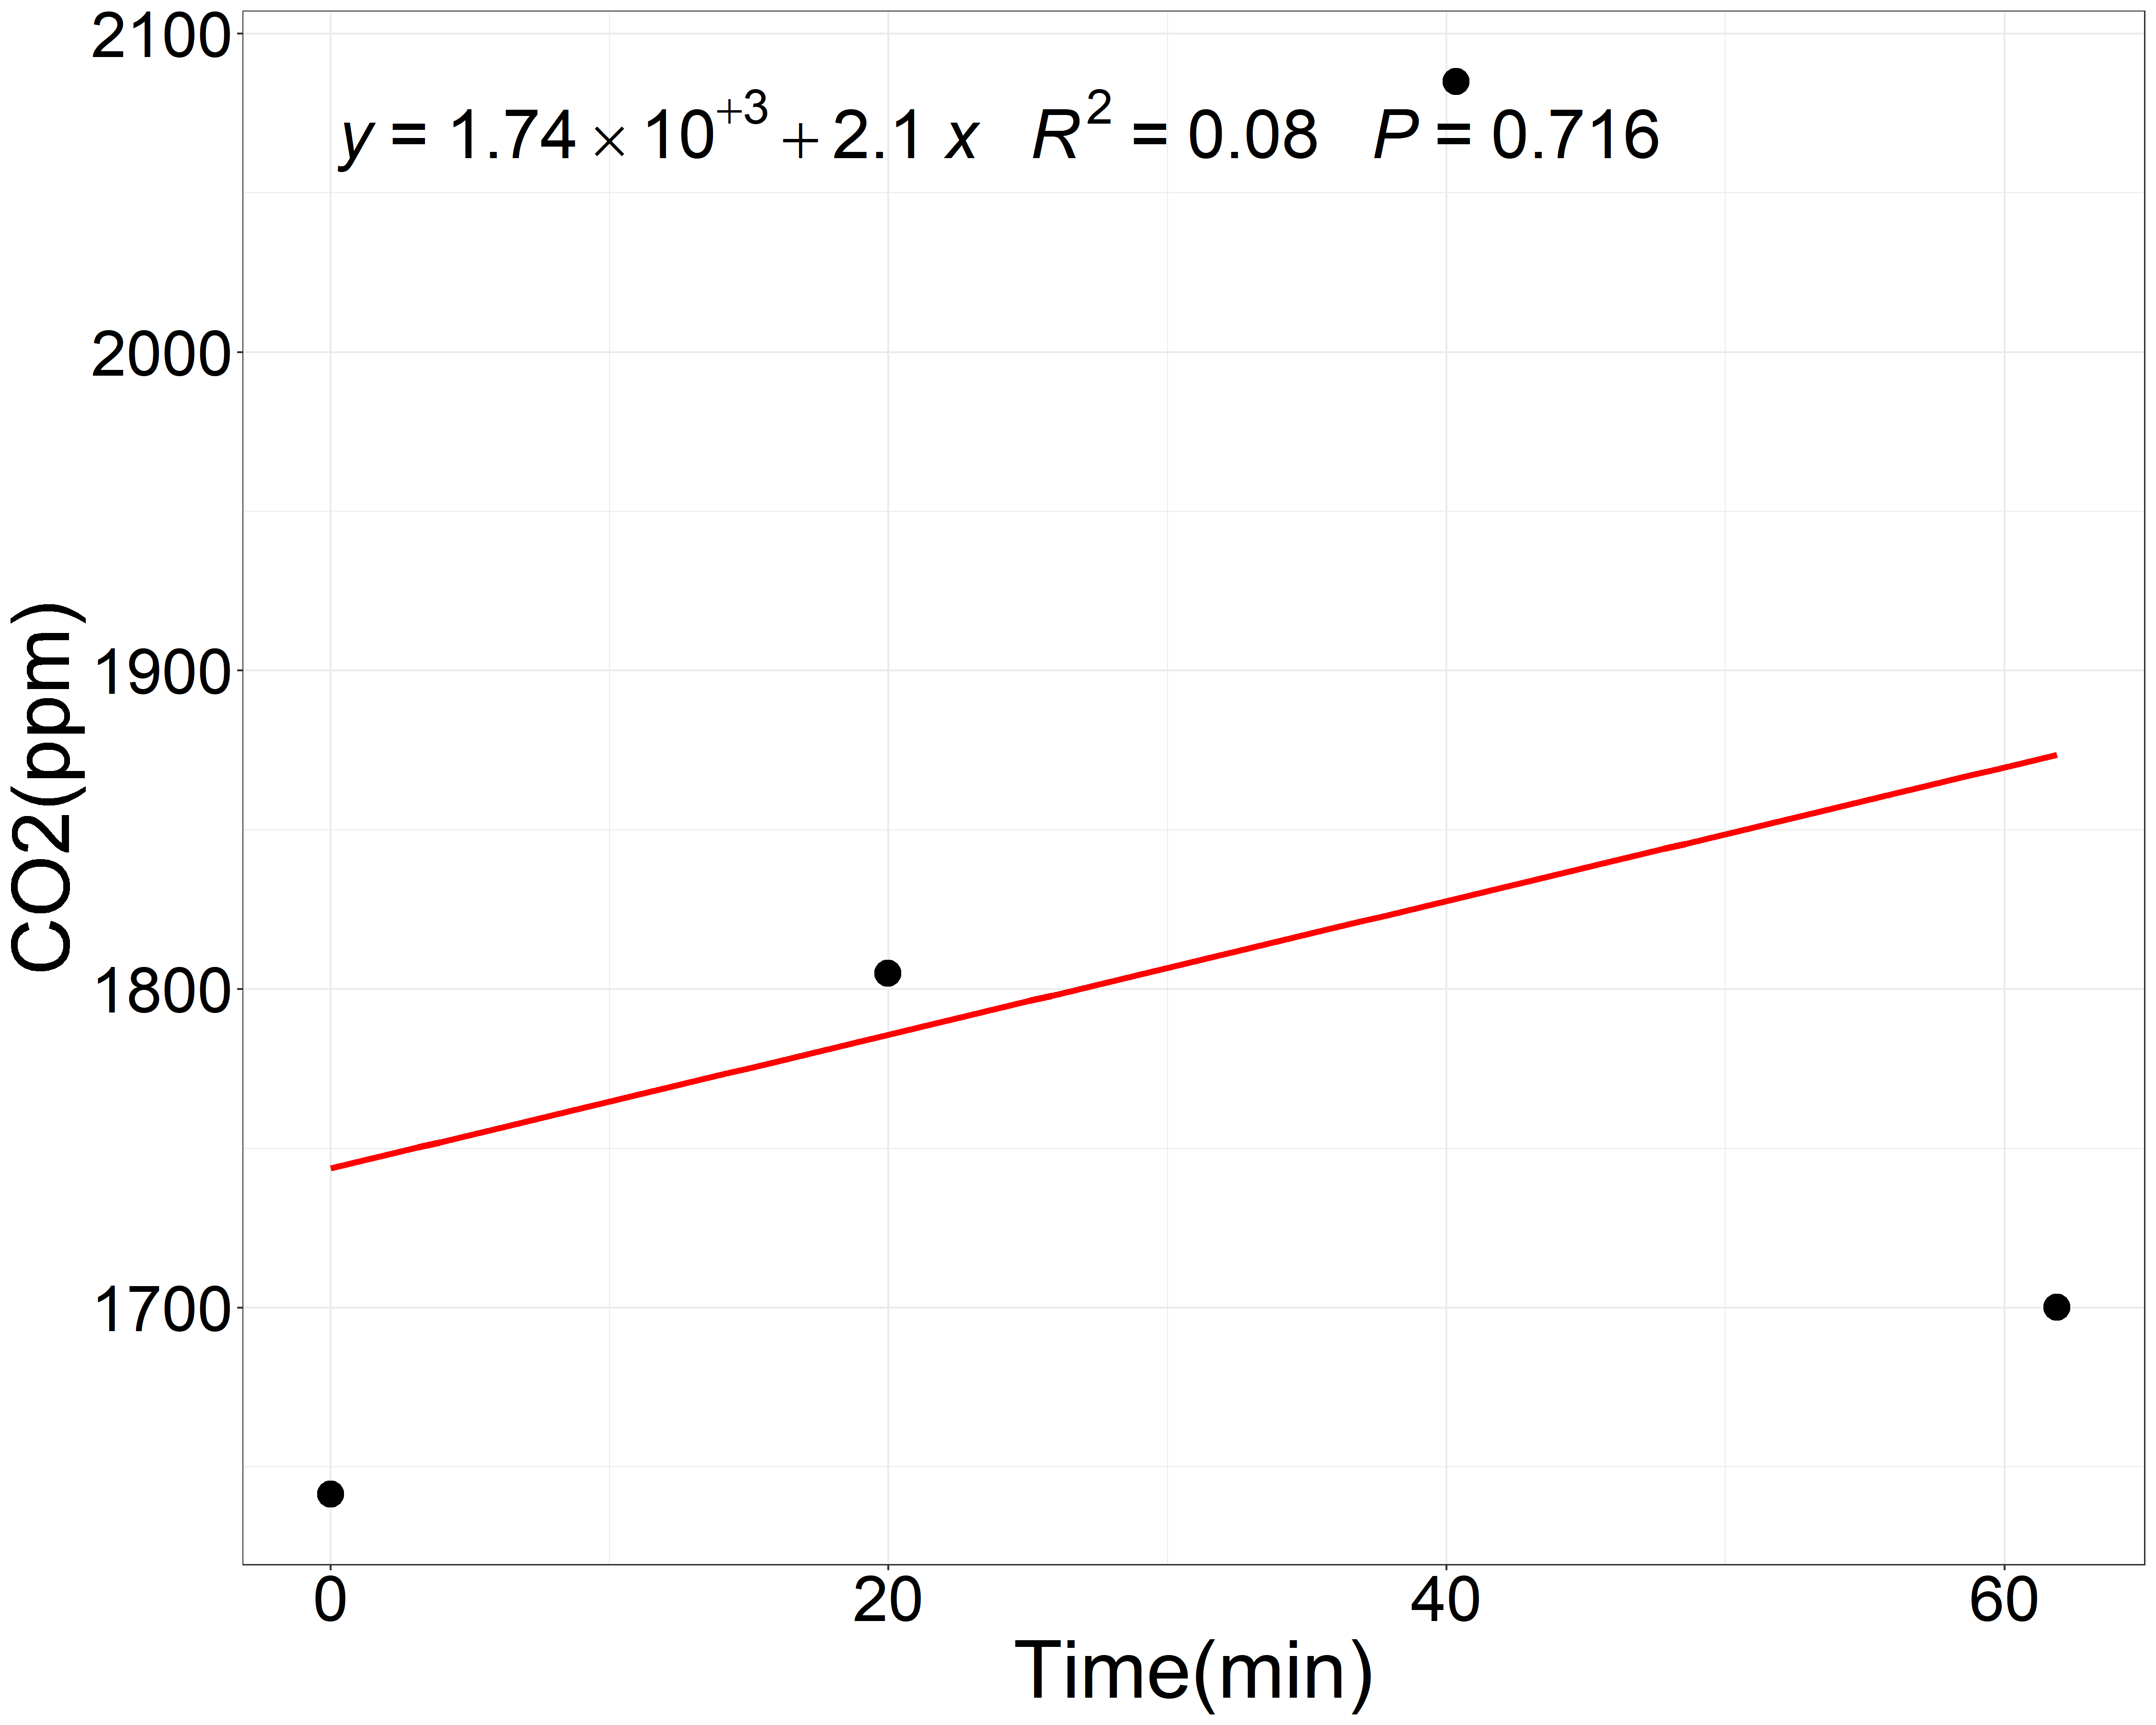 2100
y = 1.74 × 10⁺³ + 2.1 x R² = 0.08 P = 0.716
2000
1900
1800
1700
CO2(ppm)
0 20 40 60
Time(min)